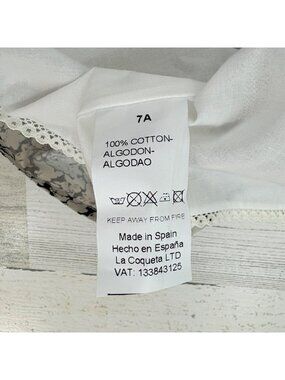 7A
100% COTTON-
ALGODON-
ALGODAO
KEEP AWAY FROM FIRE
Made in Spain
Hecho en España
La Coqueta LTD
VAT: 133843125